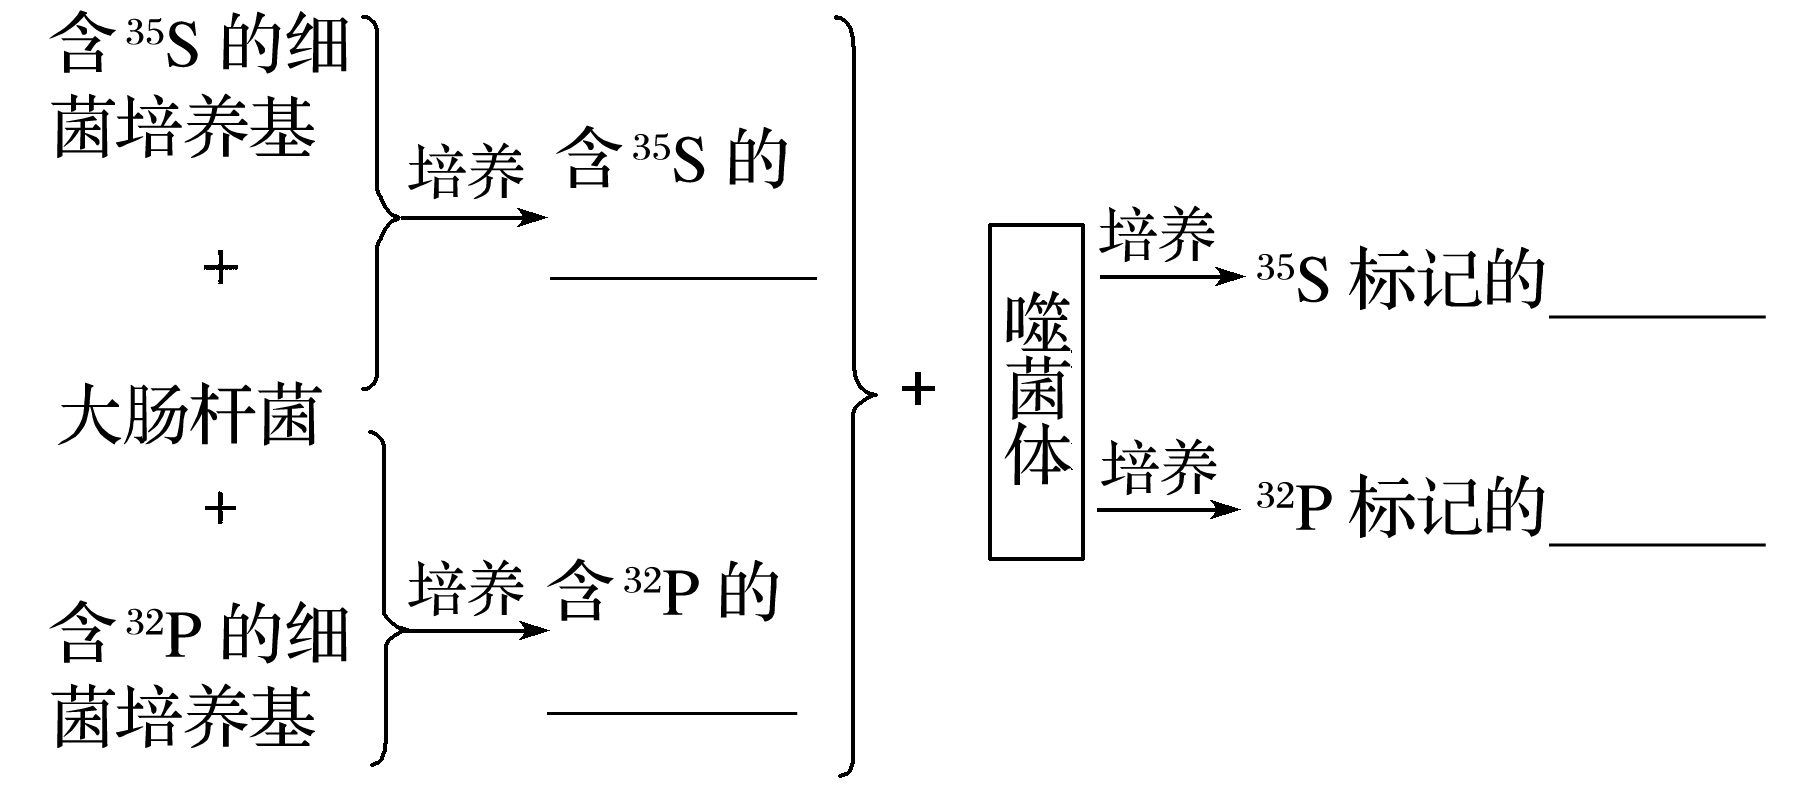 含³⁵S 的细
菌培养基
+
大肠杆菌
+
含³²P 的细
菌培养基
培养
含³⁵S 的
培养
含³²P 的
+
噬菌体
培养
³⁵S 标记的
培养
³²P 标记的